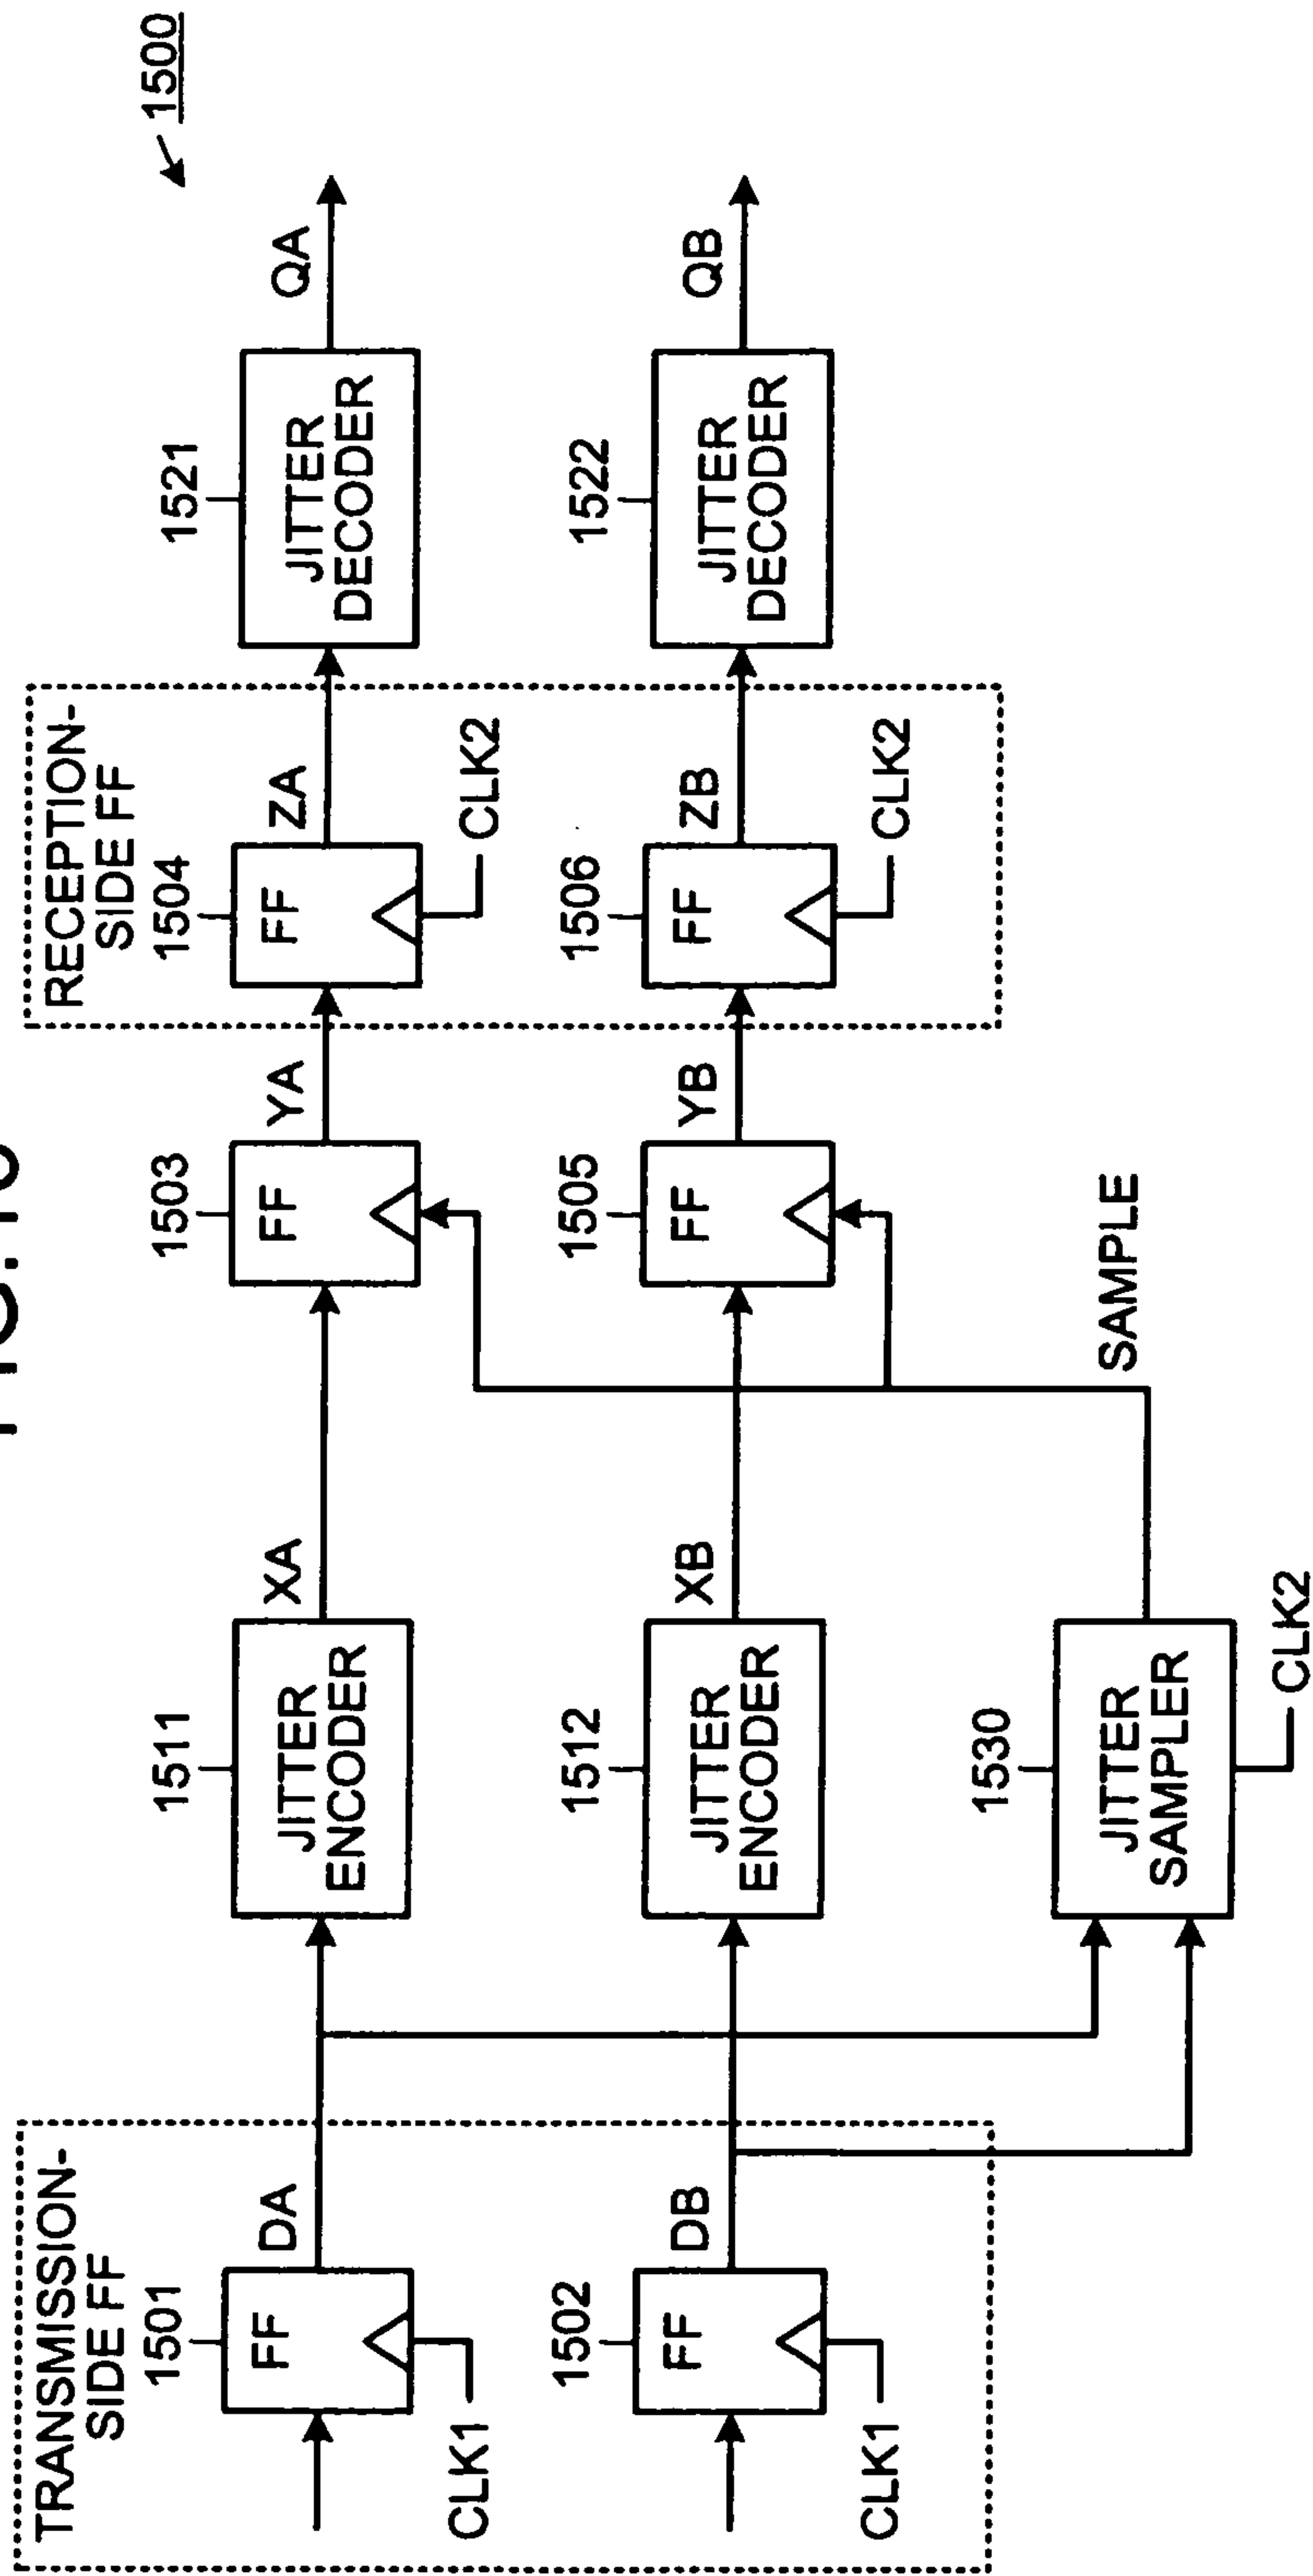 1500
TRANSMISSION-
SIDE FF
1501
FF
CLK1
DA
1511
JITTER
ENCODER
XA
1503
FF
YA
RECEPTION-
SIDE FF
1504
FF
CLK2
ZA
1521
JITTER
DECODER
QA
1502
FF
CLK1
DB
1512
JITTER
ENCODER
XB
1505
FF
YB
1506
FF
CLK2
ZB
1522
JITTER
DECODER
QB
1530
JITTER
SAMPLER
CLK2
SAMPLE